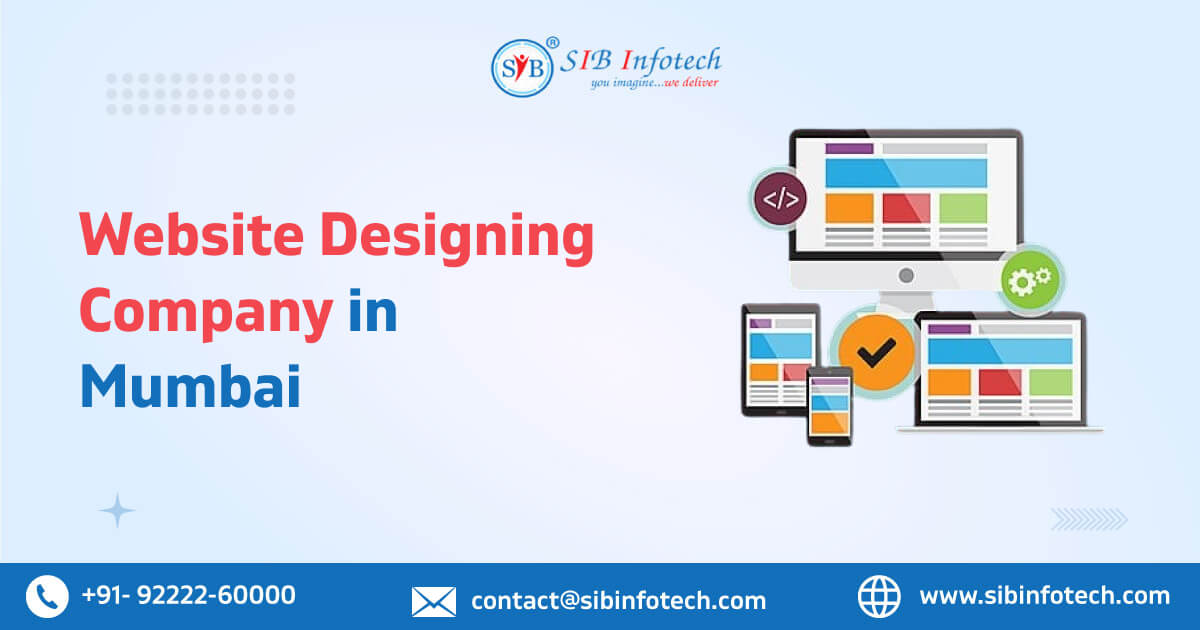 SIB
®
SIB Infotech
you imagine...we deliver
Website Designing
Company in
Mumbai
</>
+91- 92222-60000
contact@sibinfotech.com
www.sibinfotech.com